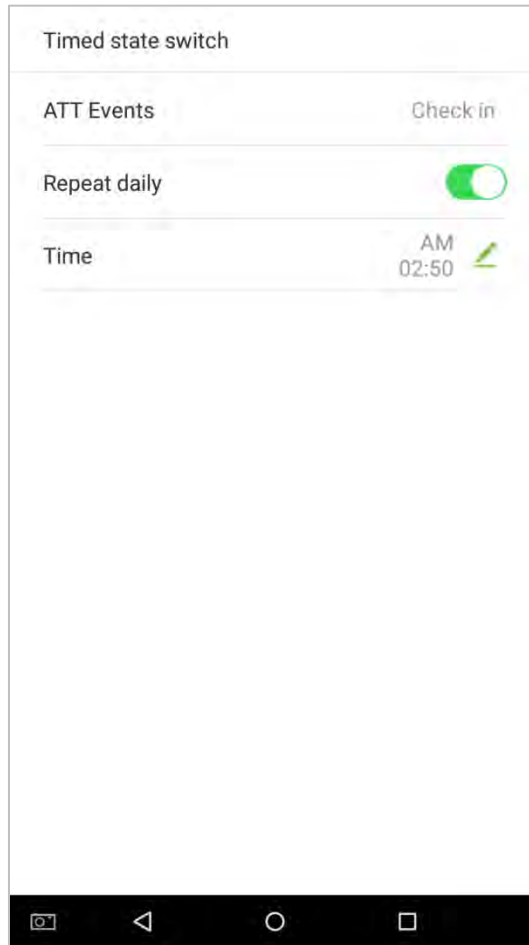 Timed state switch
ATT Events Check in
Repeat daily
Time AM
02:50